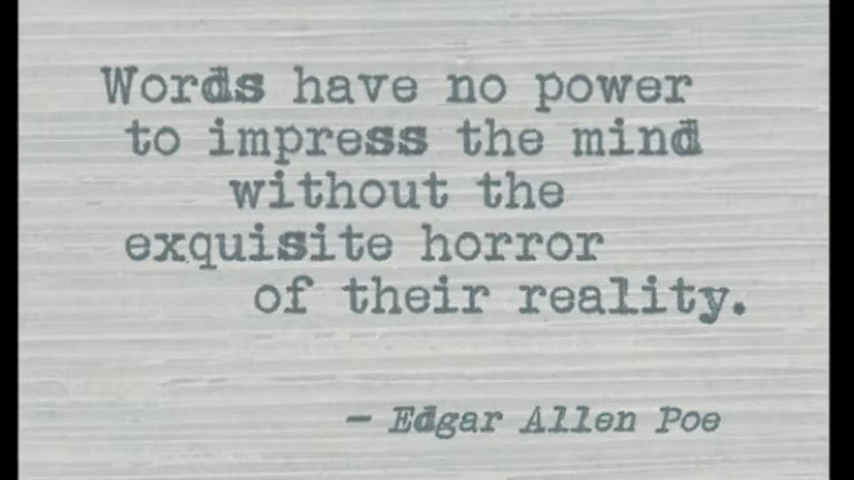 Words have no power
to impress the mind
without the
exquisite horror
of their reality.
— Edgar Allen Poe